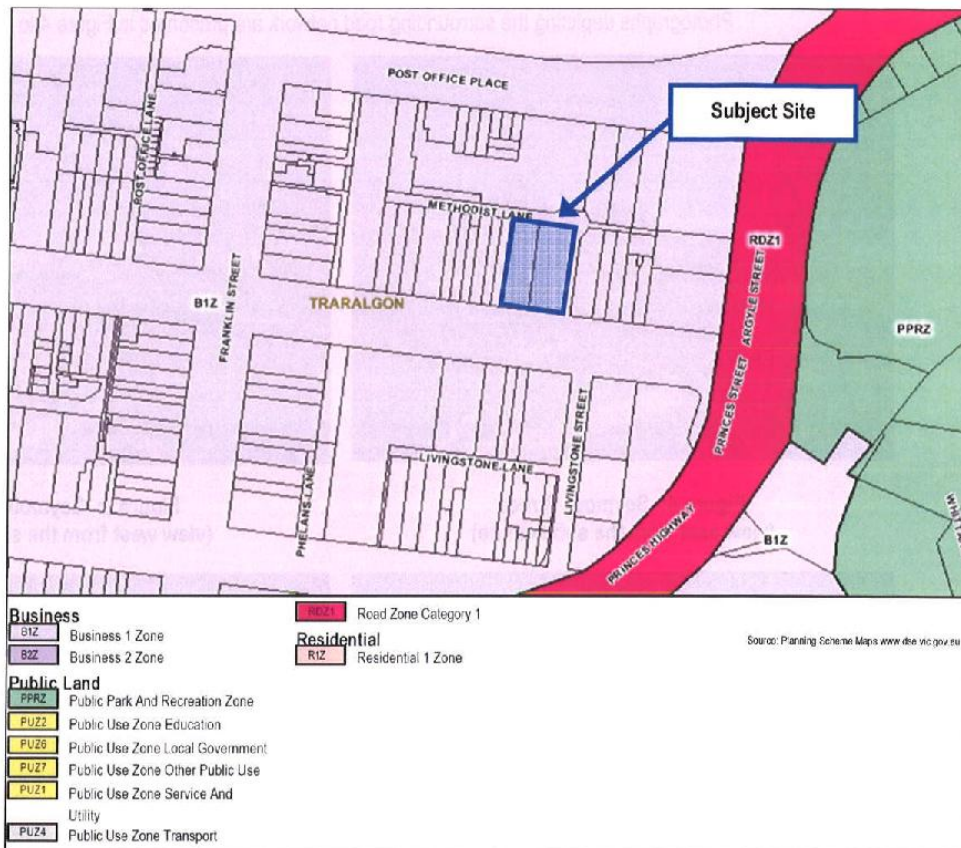 POST OFFICE PLACE
Subject Site
POST OFFICE LANE
METHODIST LANE
RDZ1
B1Z
FRANKLIN STREET
TRARALGON
PRINCES STREET ARGYLE STREET
PPRZ
LIVINGSTONE LANE
LIVINGSTONE STREET
PHELANS LANE
PRINCES HIGHWAY
B1Z
Business
B1Z Business 1 Zone
B2Z Business 2 Zone
Public Land
PPRZ Public Park And Recreation Zone
PUZ2 Public Use Zone Education
PUZ6 Public Use Zone Local Government
PUZ7 Public Use Zone Other Public Use
PUZ1 Public Use Zone Service And
Utility
PUZ4 Public Use Zone Transport
RDZ1 Road Zone Category 1
Residential
R1Z Residential 1 Zone
Source: Planning Scheme Maps www dse vic gov au